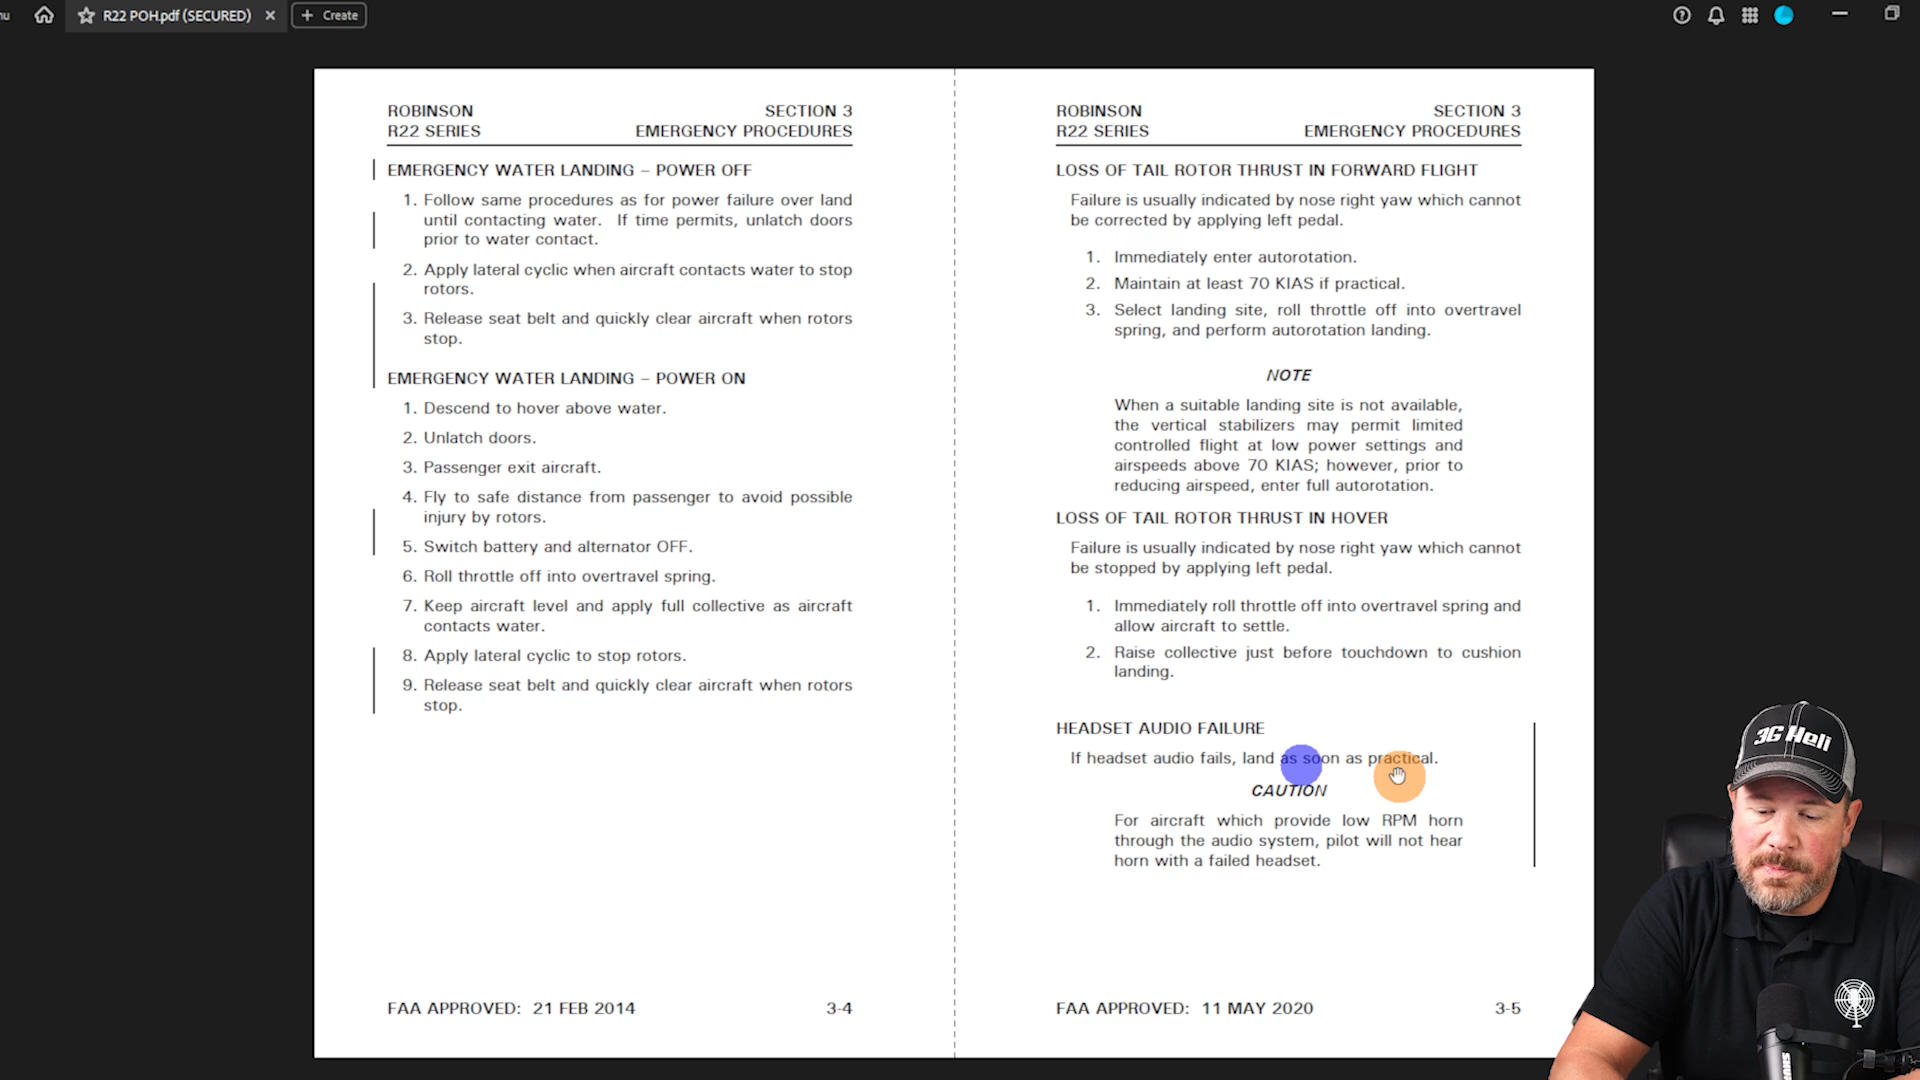 nu
R22 POH.pdf (SECURED)
Create
ROBINSON SECTION 3
R22 SERIES EMERGENCY PROCEDURES
EMERGENCY WATER LANDING – POWER OFF
1. Follow same procedures as for power failure over land
until contacting water. If time permits, unlatch doors
prior to water contact.
2. Apply lateral cyclic when aircraft contacts water to stop
rotors.
3. Release seat belt and quickly clear aircraft when rotors
stop.
EMERGENCY WATER LANDING – POWER ON
1. Descend to hover above water.
2. Unlatch doors.
3. Passenger exit aircraft.
4. Fly to safe distance from passenger to avoid possible
injury by rotors.
5. Switch battery and alternator OFF.
6. Roll throttle off into overtravel spring.
7. Keep aircraft level and apply full collective as aircraft
contacts water.
8. Apply lateral cyclic to stop rotors.
9. Release seat belt and quickly clear aircraft when rotors
stop.
FAA APPROVED: 21 FEB 2014 3-4
ROBINSON SECTION 3
R22 SERIES EMERGENCY PROCEDURES
LOSS OF TAIL ROTOR THRUST IN FORWARD FLIGHT
Failure is usually indicated by nose right yaw which cannot
be corrected by applying left pedal.
1. Immediately enter autorotation.
2. Maintain at least 70 KIAS if practical.
3. Select landing site, roll throttle off into overtravel
spring, and perform autorotation landing.
NOTE
When a suitable landing site is not available,
the vertical stabilizers may permit limited
controlled flight at low power settings and
airspeeds above 70 KIAS; however, prior to
reducing airspeed, enter full autorotation.
LOSS OF TAIL ROTOR THRUST IN HOVER
Failure is usually indicated by nose right yaw which cannot
be stopped by applying left pedal.
1. Immediately roll throttle off into overtravel spring and
allow aircraft to settle.
2. Raise collective just before touchdown to cushion
landing.
HEADSET AUDIO FAILURE
If headset audio fails, land as soon as practical.
CAUTION
For aircraft which provide low RPM horn
through the audio system, pilot will not hear
horn with a failed headset.
FAA APPROVED: 11 MAY 2020 3-5
3G Heli
SHUR